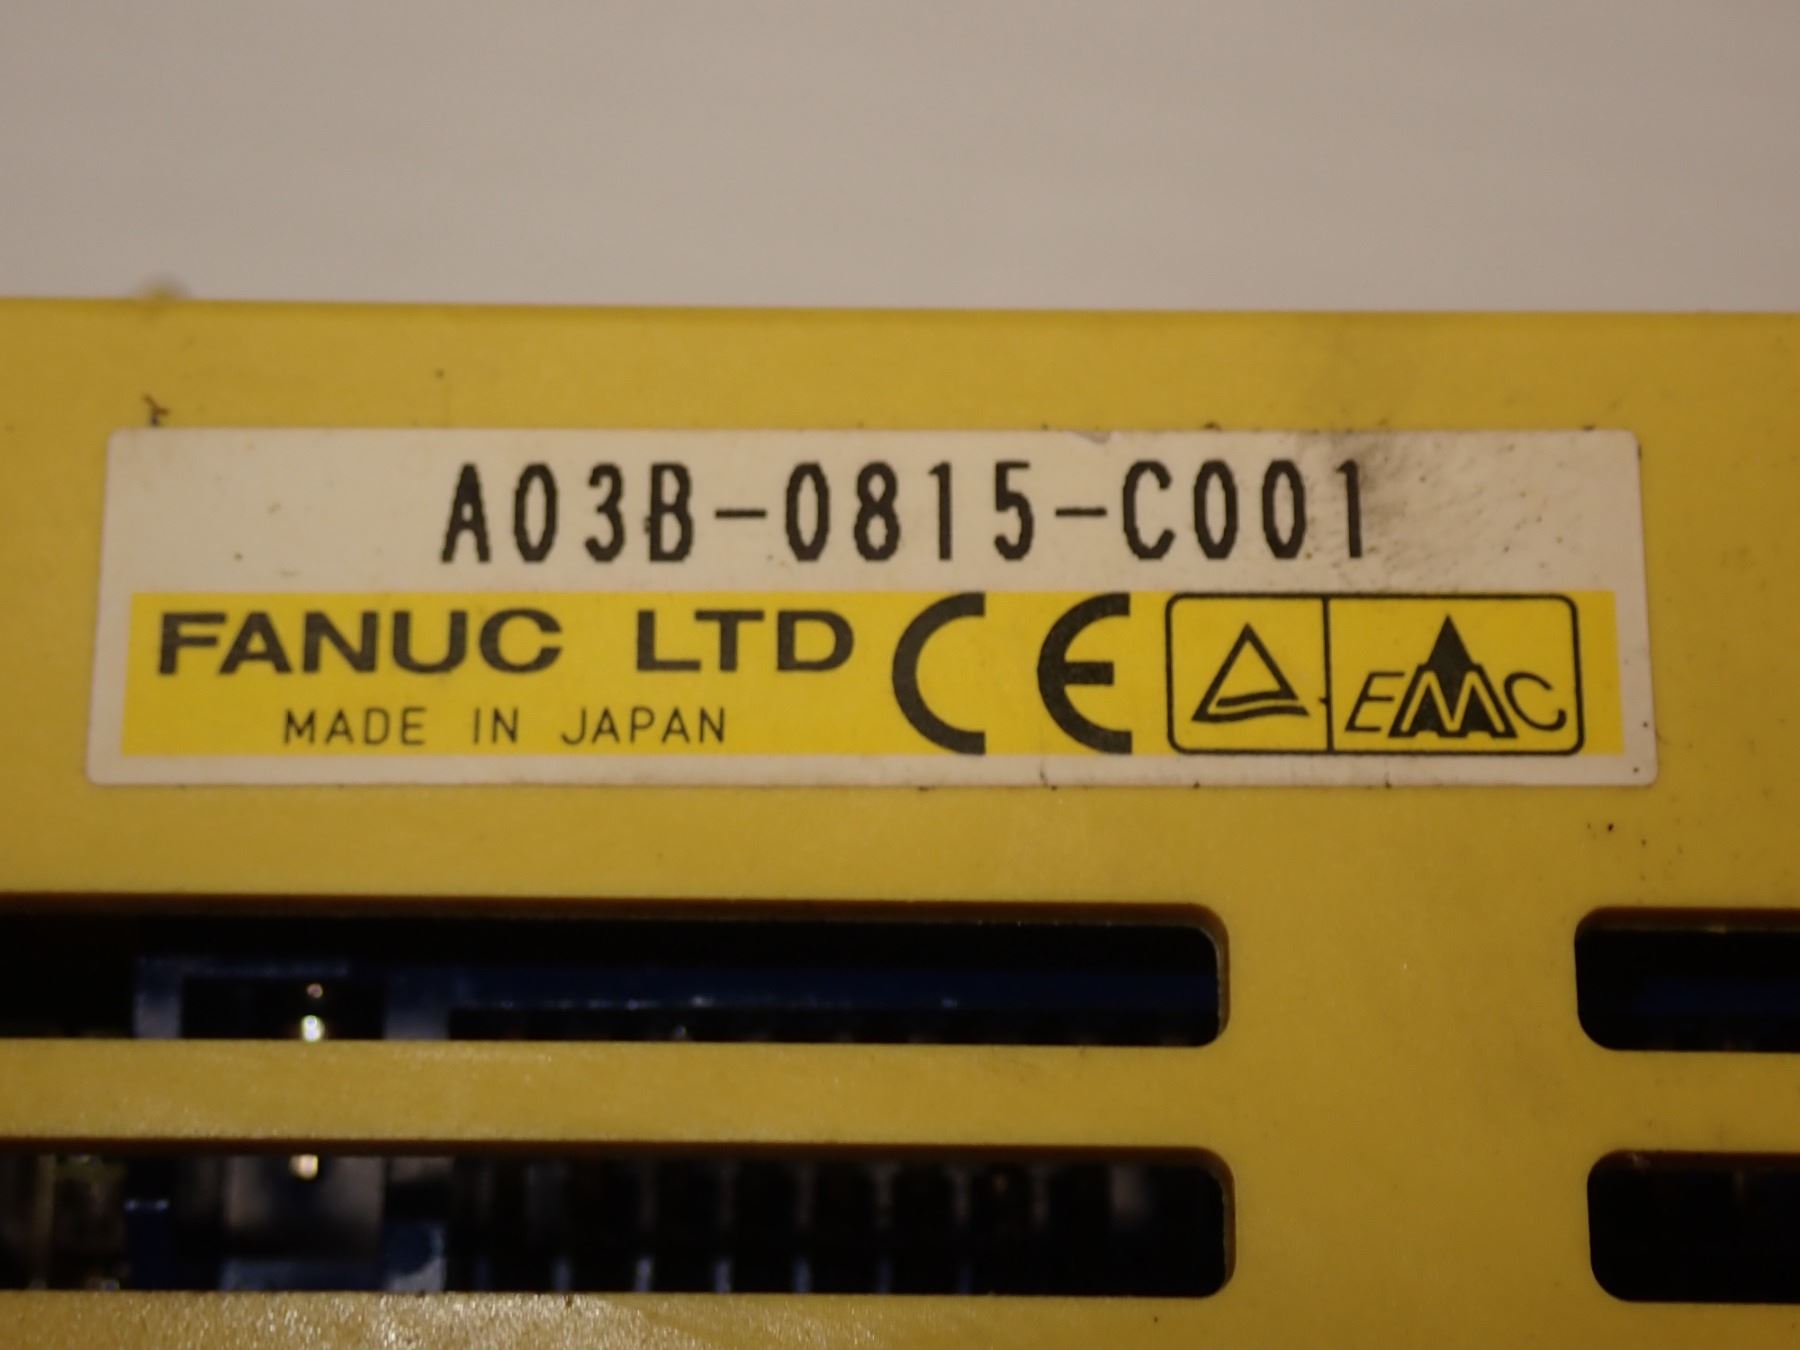 A03B-0815-C001
FANUC LTD CE EMC
MADE IN JAPAN